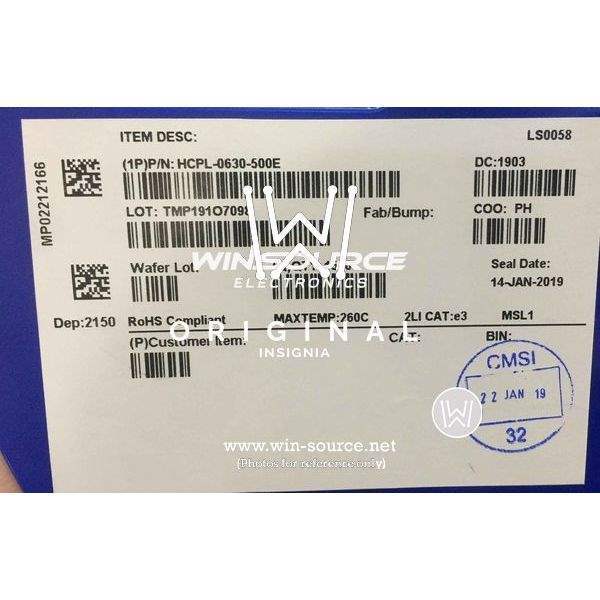 ITEM DESC: LS0058
(1P)P/N: HCPL-0630-500E DC:1903
MP02212166
LOT: TMP191O7098 Fab/Bump: COO: PH
WINSOURCE
ELECTRONICS
Wafer Lot: Seal Date:
14-JAN-2019
Dep:2150 RoHS Compliant MAXTEMP:260C 2LI CAT:e3 MSL1
ORIGINAL
INSIGNIA
(P)Customer Item: CAT: BIN:
CMSI
22 JAN 19
32
W
www.win-source.net
(Photos for reference only)